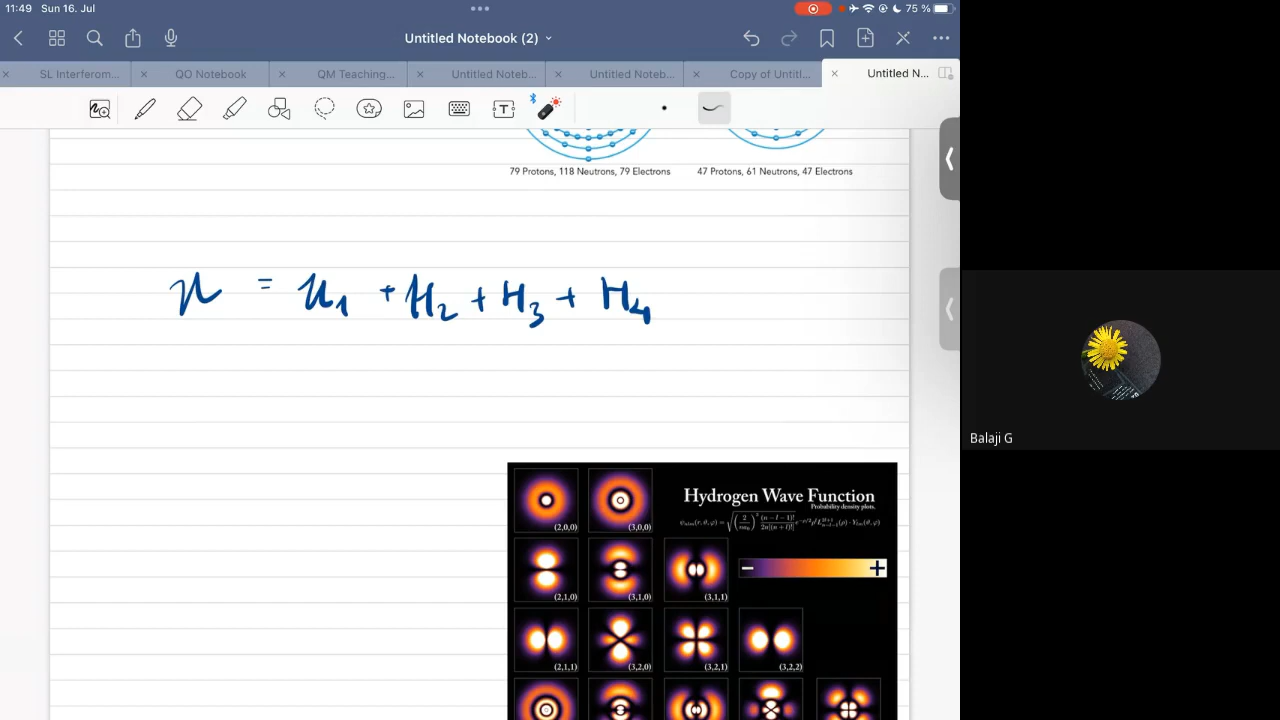 11:49 Sun 16. Jul
75 %
Untitled Notebook (2)
SL Interferom...
QO Notebook
QM Teaching...
Untitled Noteb...
Untitled Noteb...
Copy of Untitl...
Untitled N...
79 Protons, 118 Neutrons, 79 Electrons
47 Protons, 61 Neutrons, 47 Electrons
H = H₁ + H₂ + H₃ + H₄
Hydrogen Wave Function
Probability density plots.
(2,0,0)
(3,0,0)
− +
(2,1,0)
(3,1,0)
(3,1,1)
(2,1,1)
(3,2,0)
(3,2,1)
(3,2,2)
Balaji G